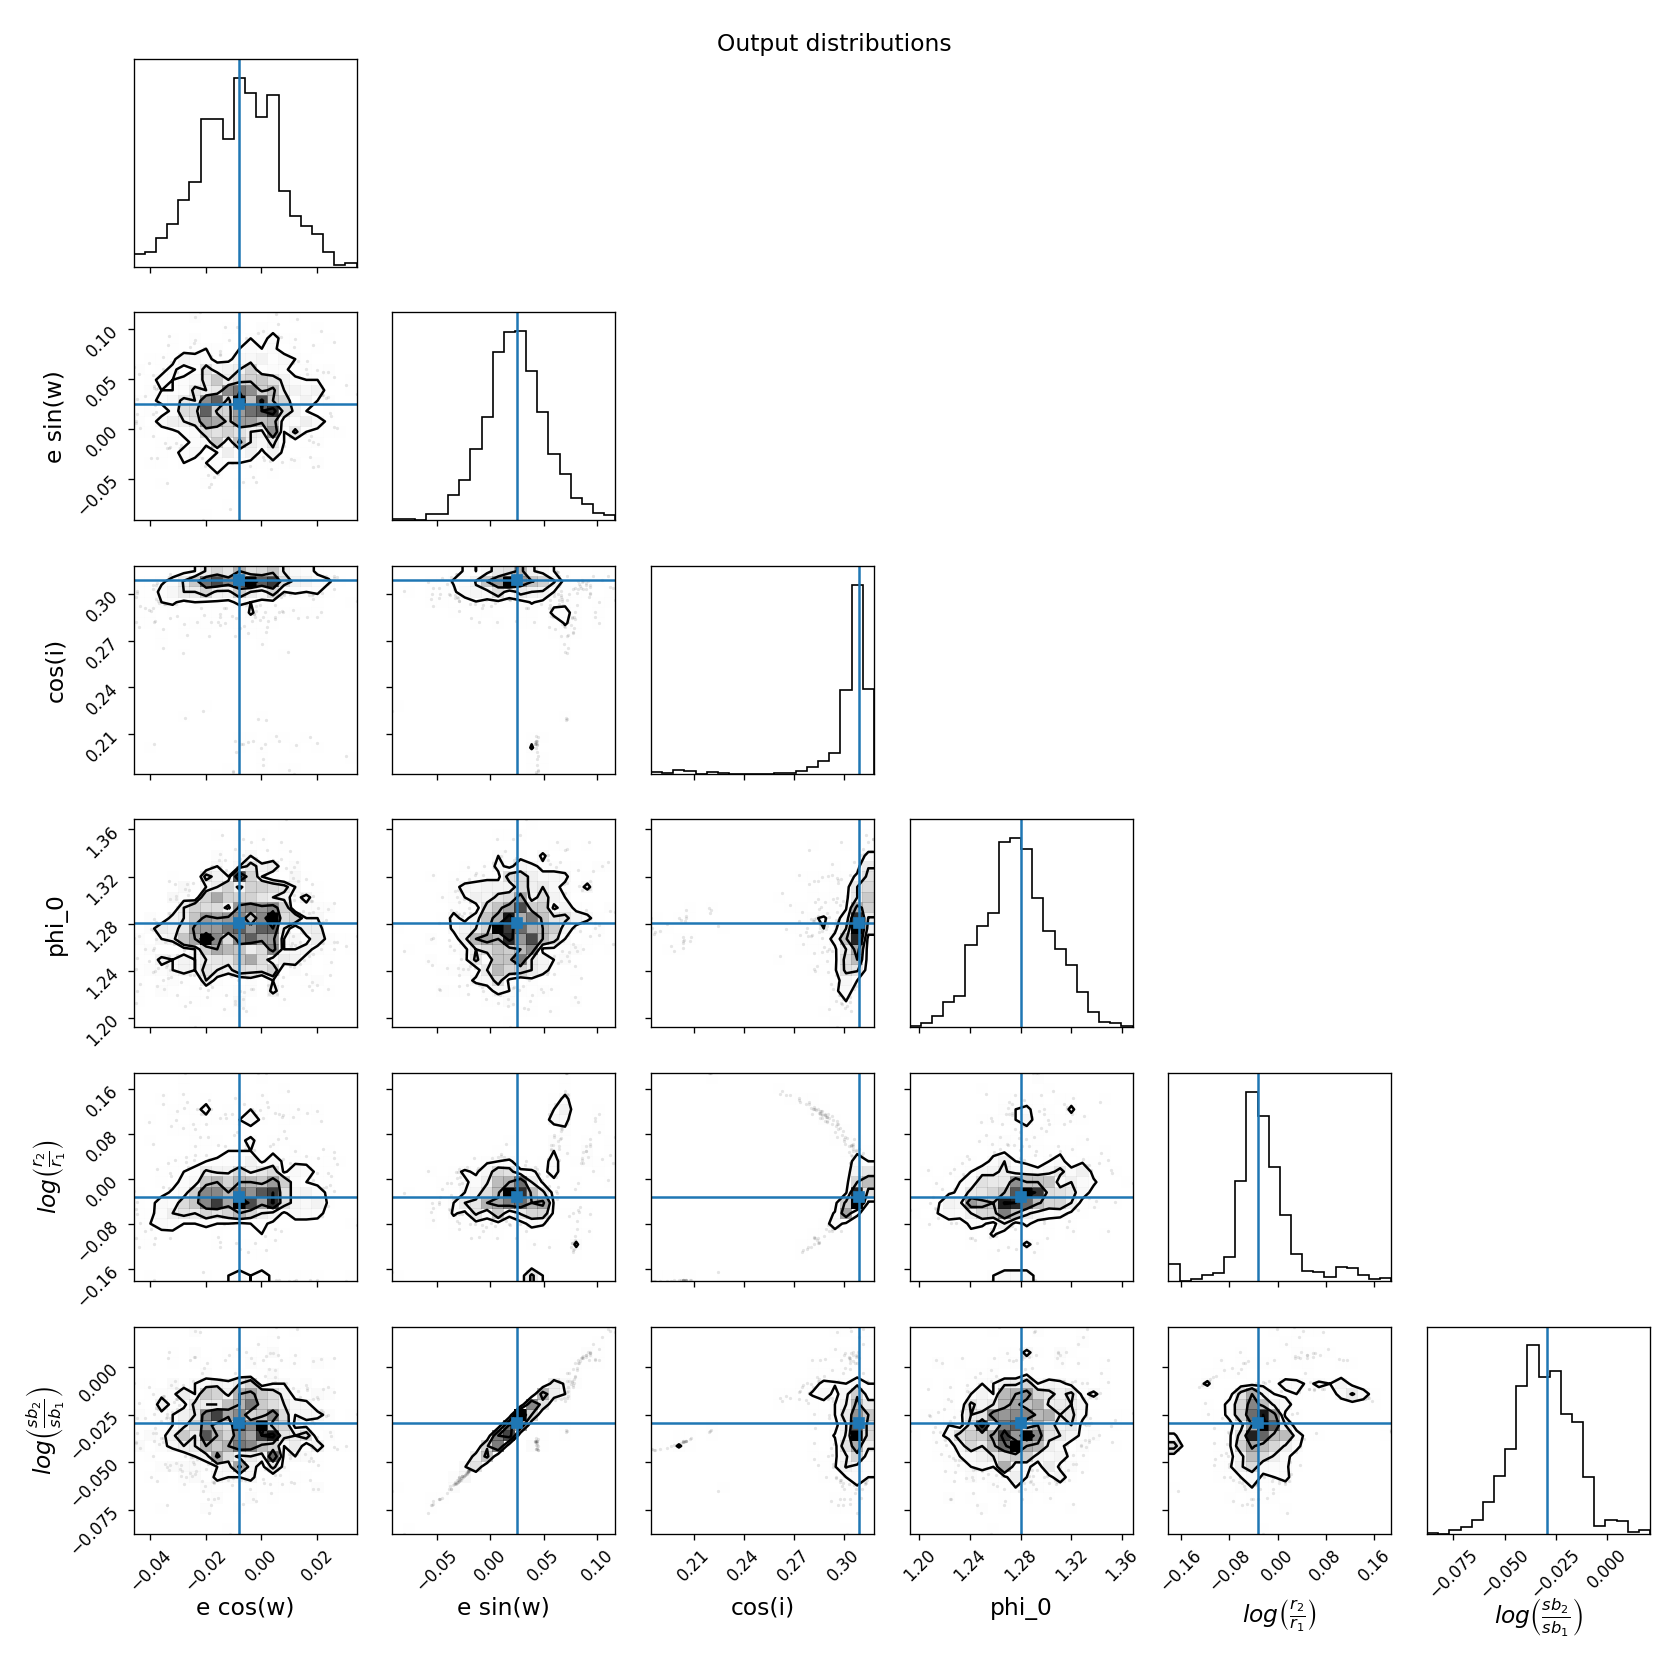 Output distributions
e sin(w)
0.10
0.05
0.00
−0.05
cos(i)
0.30
0.27
0.24
0.21
phi_0
1.36
1.32
1.28
1.24
1.20
log(r₂/r₁)
0.16
0.08
0.00
−0.08
−0.16
log(sb₂/sb₁)
0.000
−0.025
−0.050
−0.075
−0.04 −0.02 0.00 0.02
e cos(w)
−0.05 0.00 0.05 0.10
e sin(w)
0.21 0.24 0.27 0.30
cos(i)
1.20 1.24 1.28 1.32 1.36
phi_0
−0.16 −0.08 0.00 0.08 0.16
log(r₂/r₁)
−0.075 −0.050 −0.025 0.000
log(sb₂/sb₁)